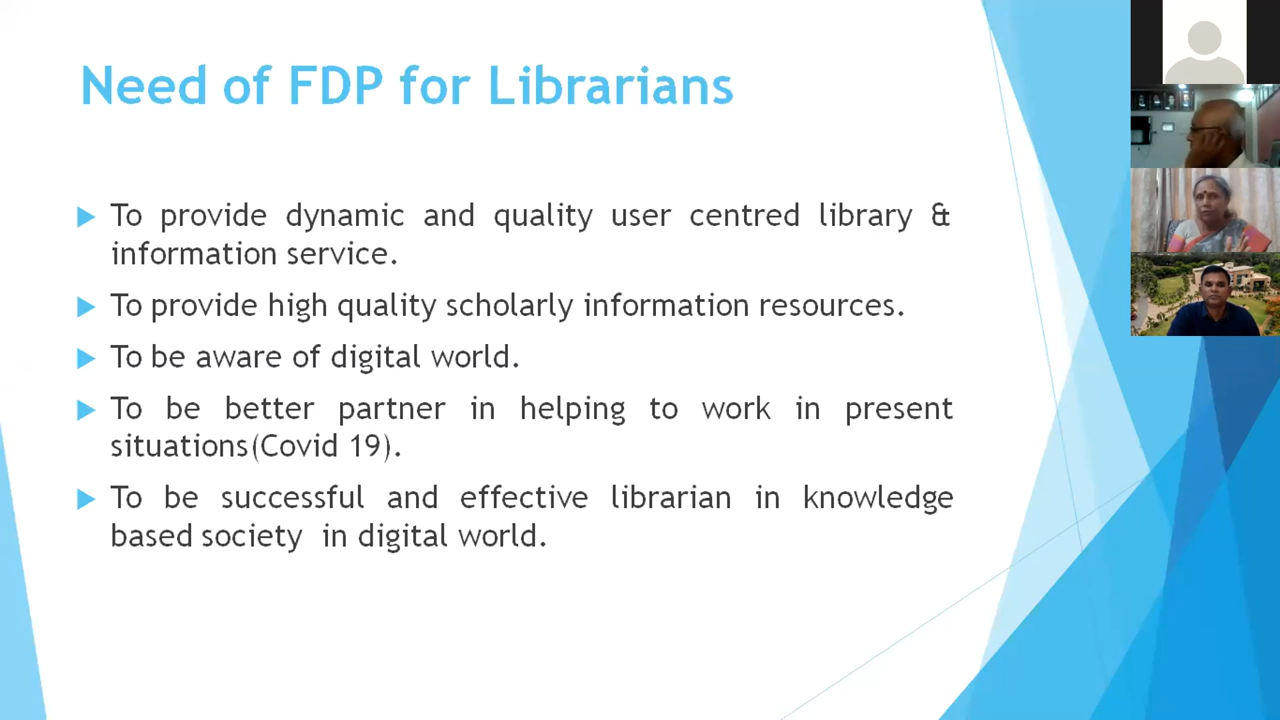 Need of FDP for Librarians
To provide dynamic and quality user centred library &
information service.
To provide high quality scholarly information resources.
To be aware of digital world.
To be better partner in helping to work in present
situations(Covid 19).
To be successful and effective librarian in knowledge
based society in digital world.